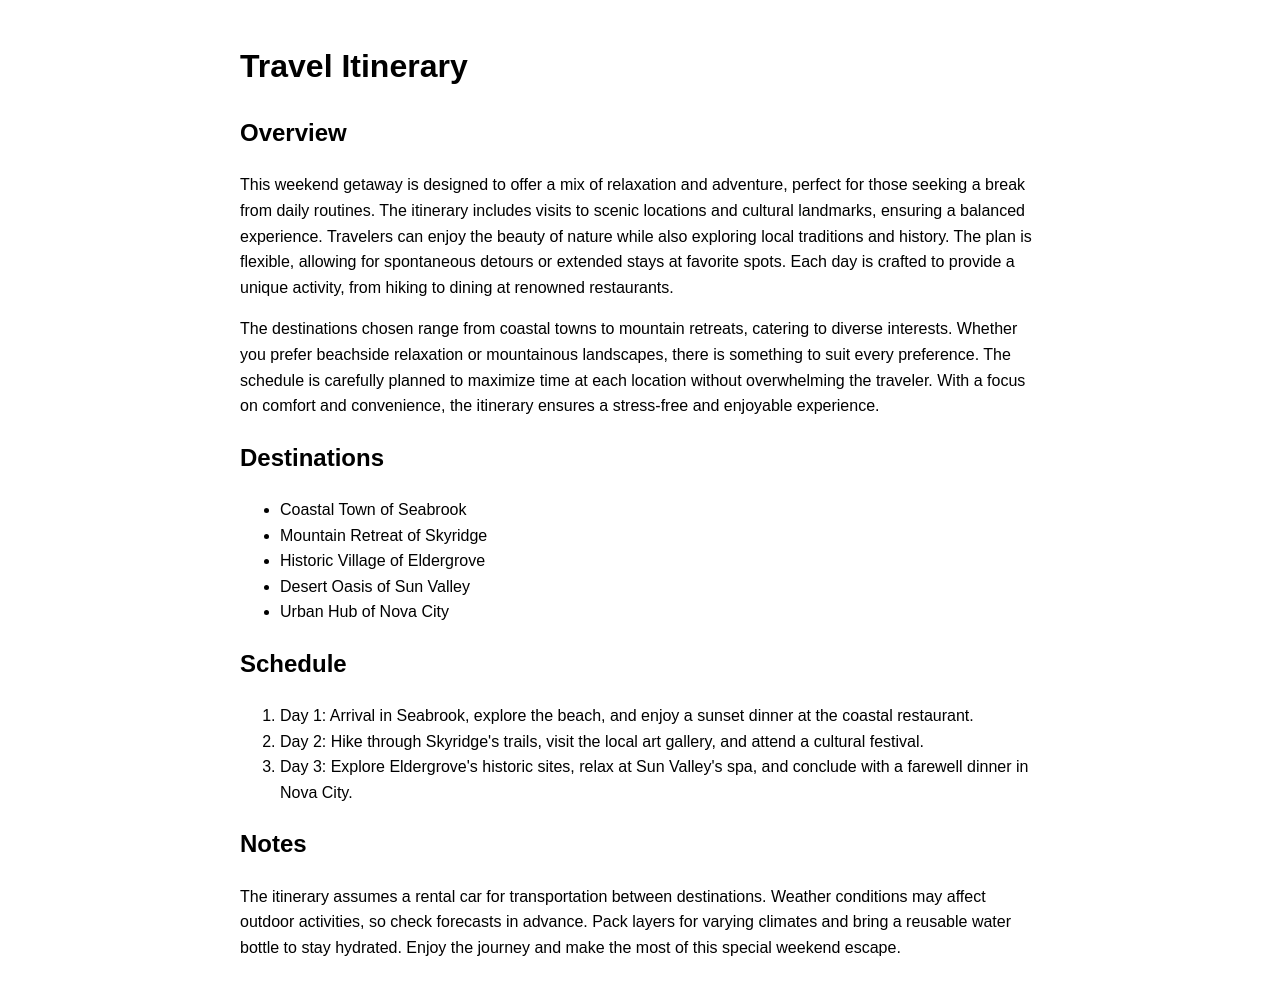 Travel Itinerary
Overview
This weekend getaway is designed to offer a mix of relaxation and adventure, perfect for those seeking a break
from daily routines. The itinerary includes visits to scenic locations and cultural landmarks, ensuring a balanced
experience. Travelers can enjoy the beauty of nature while also exploring local traditions and history. The plan is
flexible, allowing for spontaneous detours or extended stays at favorite spots. Each day is crafted to provide a
unique activity, from hiking to dining at renowned restaurants.
The destinations chosen range from coastal towns to mountain retreats, catering to diverse interests. Whether
you prefer beachside relaxation or mountainous landscapes, there is something to suit every preference. The
schedule is carefully planned to maximize time at each location without overwhelming the traveler. With a focus
on comfort and convenience, the itinerary ensures a stress-free and enjoyable experience.
Destinations
• Coastal Town of Seabrook
• Mountain Retreat of Skyridge
• Historic Village of Eldergrove
• Desert Oasis of Sun Valley
• Urban Hub of Nova City
Schedule
1. Day 1: Arrival in Seabrook, explore the beach, and enjoy a sunset dinner at the coastal restaurant.
2. Day 2: Hike through Skyridge's trails, visit the local art gallery, and attend a cultural festival.
3. Day 3: Explore Eldergrove's historic sites, relax at Sun Valley's spa, and conclude with a farewell dinner in
Nova City.
Notes
The itinerary assumes a rental car for transportation between destinations. Weather conditions may affect
outdoor activities, so check forecasts in advance. Pack layers for varying climates and bring a reusable water
bottle to stay hydrated. Enjoy the journey and make the most of this special weekend escape.